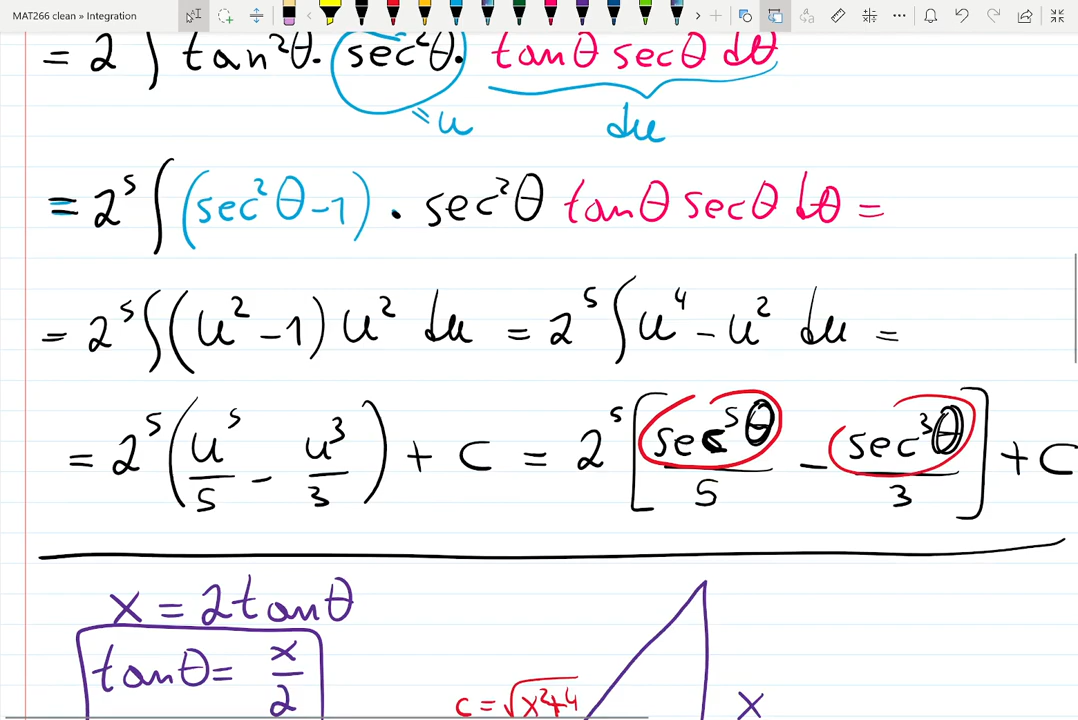 MAT266 clean » Integration
= 2 ∫ tan²θ · sec²θ · tanθ secθ dθ
= u du
= 2⁵ ∫ (sec²θ - 1) · sec²θ tanθ secθ dθ =
= 2⁵ ∫ (u² - 1) u² du = 2⁵ ∫ u⁴ - u² du =
= 2⁵ (u⁵/5 - u³/3) + c = 2⁵ [sec⁵θ/5 - sec³θ/3] + C
x = 2tanθ
tanθ = x/2
c = √x²+4
x